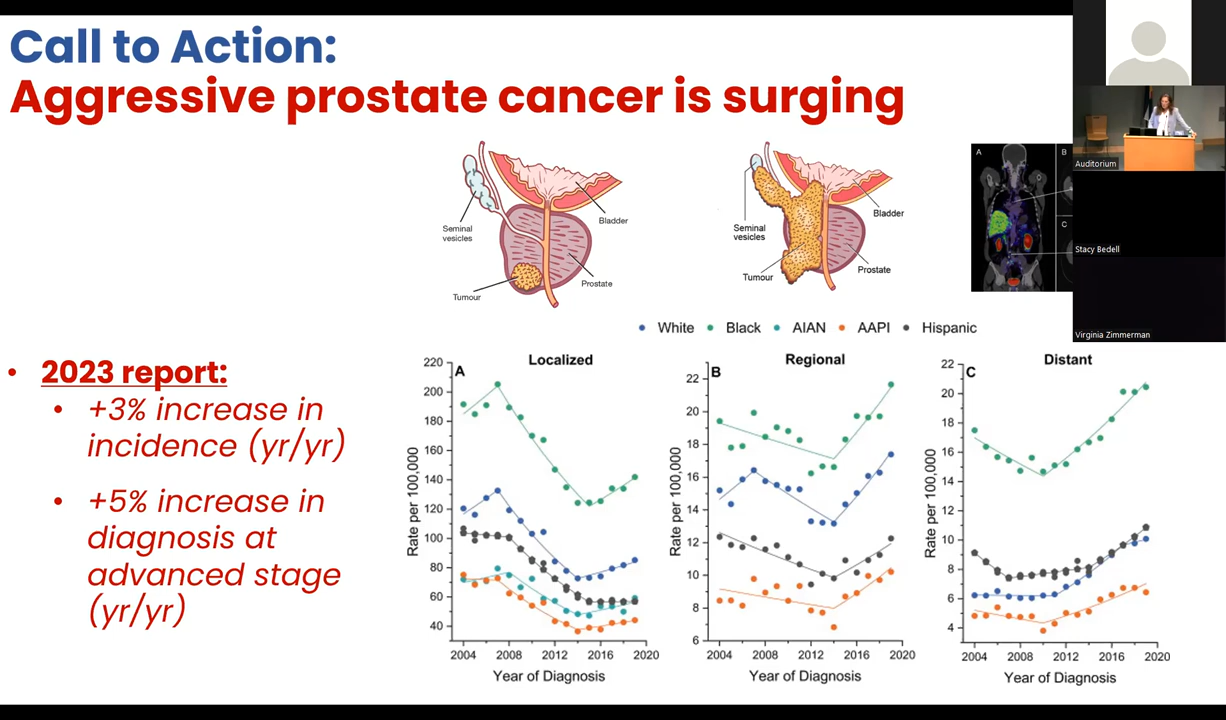 Call to Action:
Aggressive prostate cancer is surging
Seminal
vesicles
Bladder
Prostate
Tumour
Seminal
vesicles
Bladder
Prostate
Tumour
A
B
C
Auditorium
Stacy Bedell
Virginia Zimmerman
• 2023 report:
• +3% increase in
incidence (yr/yr)
• +5% increase in
diagnosis at
advanced stage
(yr/yr)
White Black AIAN AAPI Hispanic
Localized
A
Rate per 100,000
220
200
180
160
140
120
100
80
60
40
2004 2008 2012 2016 2020
Year of Diagnosis
Regional
B
Rate per 100,000
22
20
18
16
14
12
10
8
6
2004 2008 2012 2016 2020
Year of Diagnosis
Distant
C
Rate per 100,000
22
20
18
16
14
12
10
8
6
4
2004 2008 2012 2016 2020
Year of Diagnosis